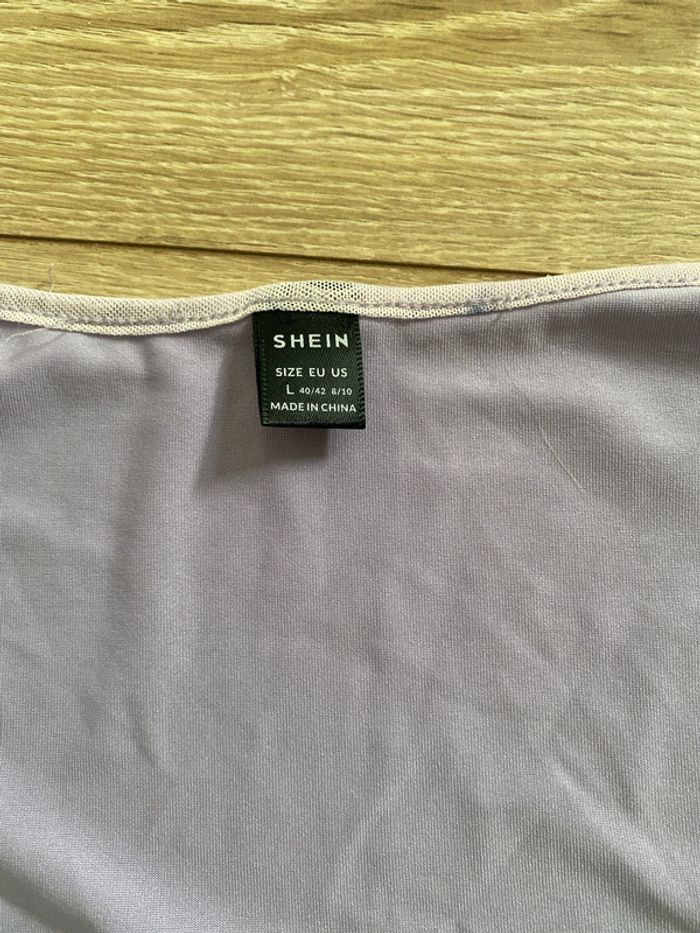 SHEIN
SIZE EU US
L 40/42 8/10
MADE IN CHINA